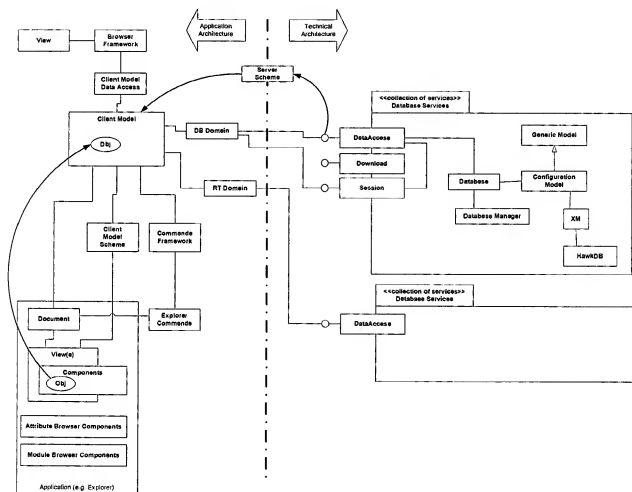 Application
Architecture
Technical
Architecture
View
Browser
Framework
Client Model
Data Access
Server
Scheme
Client Model
Obj
DB Domain
RT Domain
Client
Model
Scheme
Commande
Framework
<<collection of services>>
Database Services
DataAccess
Download
Session
Generic Model
Database
Configuration
Model
Database Manager
XM
HawkDB
<<collection of services>>
Database Services
DataAccess
Document
Explorer
Commande
View(s)
Components
Obj
Attribute Browser Components
Module Browser Components
Application (e.g. Explorer)